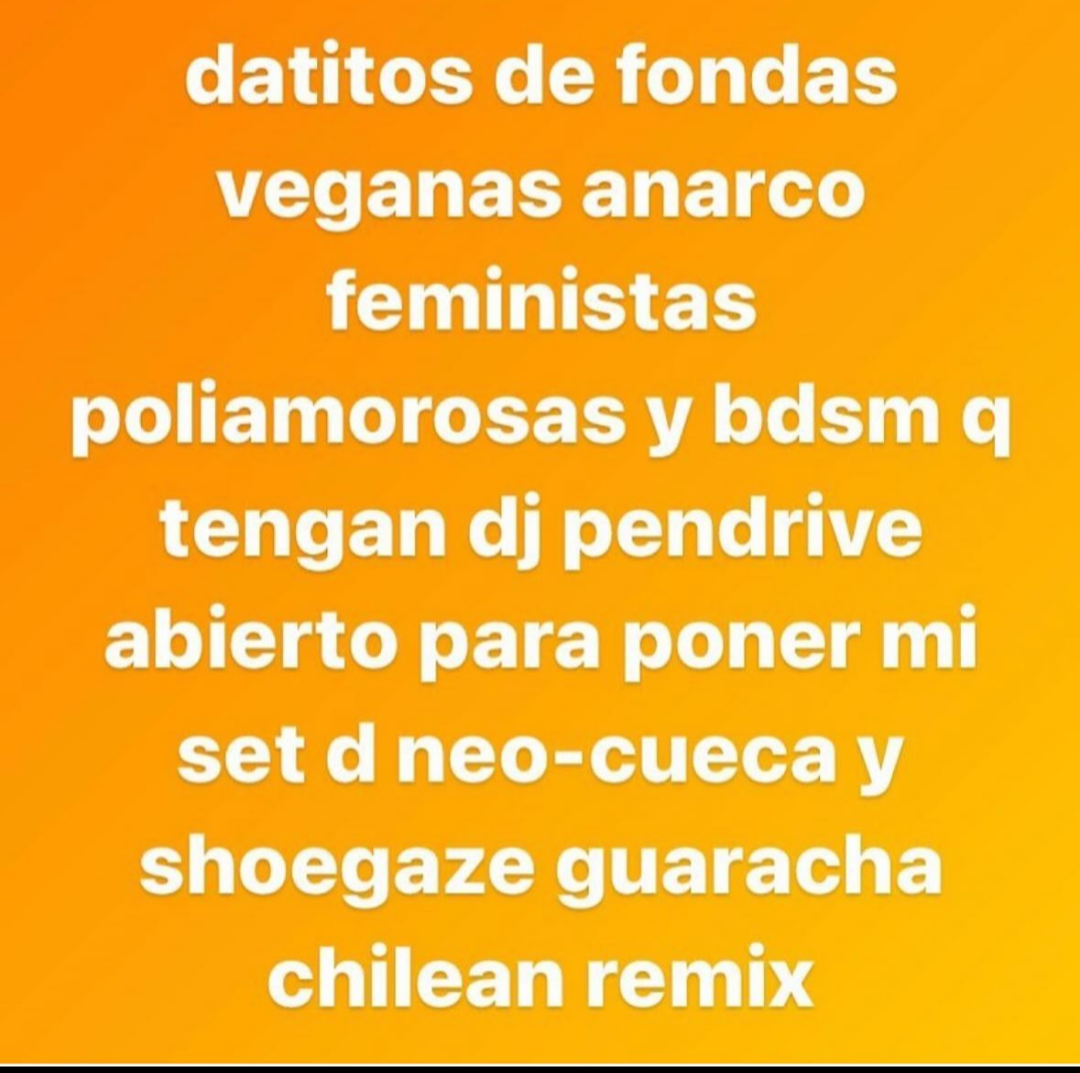 datitos de fondas
veganas anarco
feministas
poliamorosas y bdsm q
tengan dj pendrive
abierto para poner mi
set d neo-cueca y
shoegaze guaracha
chilean remix